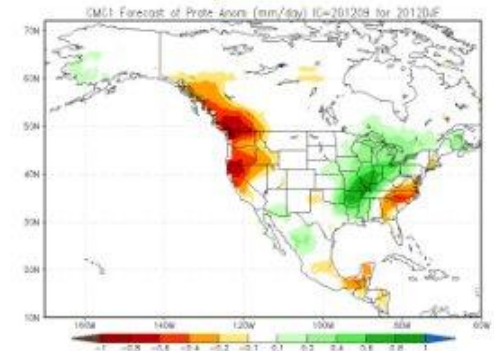 CMC1 Forecast of Prate Anom (mm/day) IC=201209 for 2012DJF
70N
60N
50N
40N
30N
20N
10N
160W 140W 120W 100W 80W 60W
-1 -0.8 -0.6 -0.4 -0.2 -0.1 0.1 0.2 0.4 0.6 0.8 1